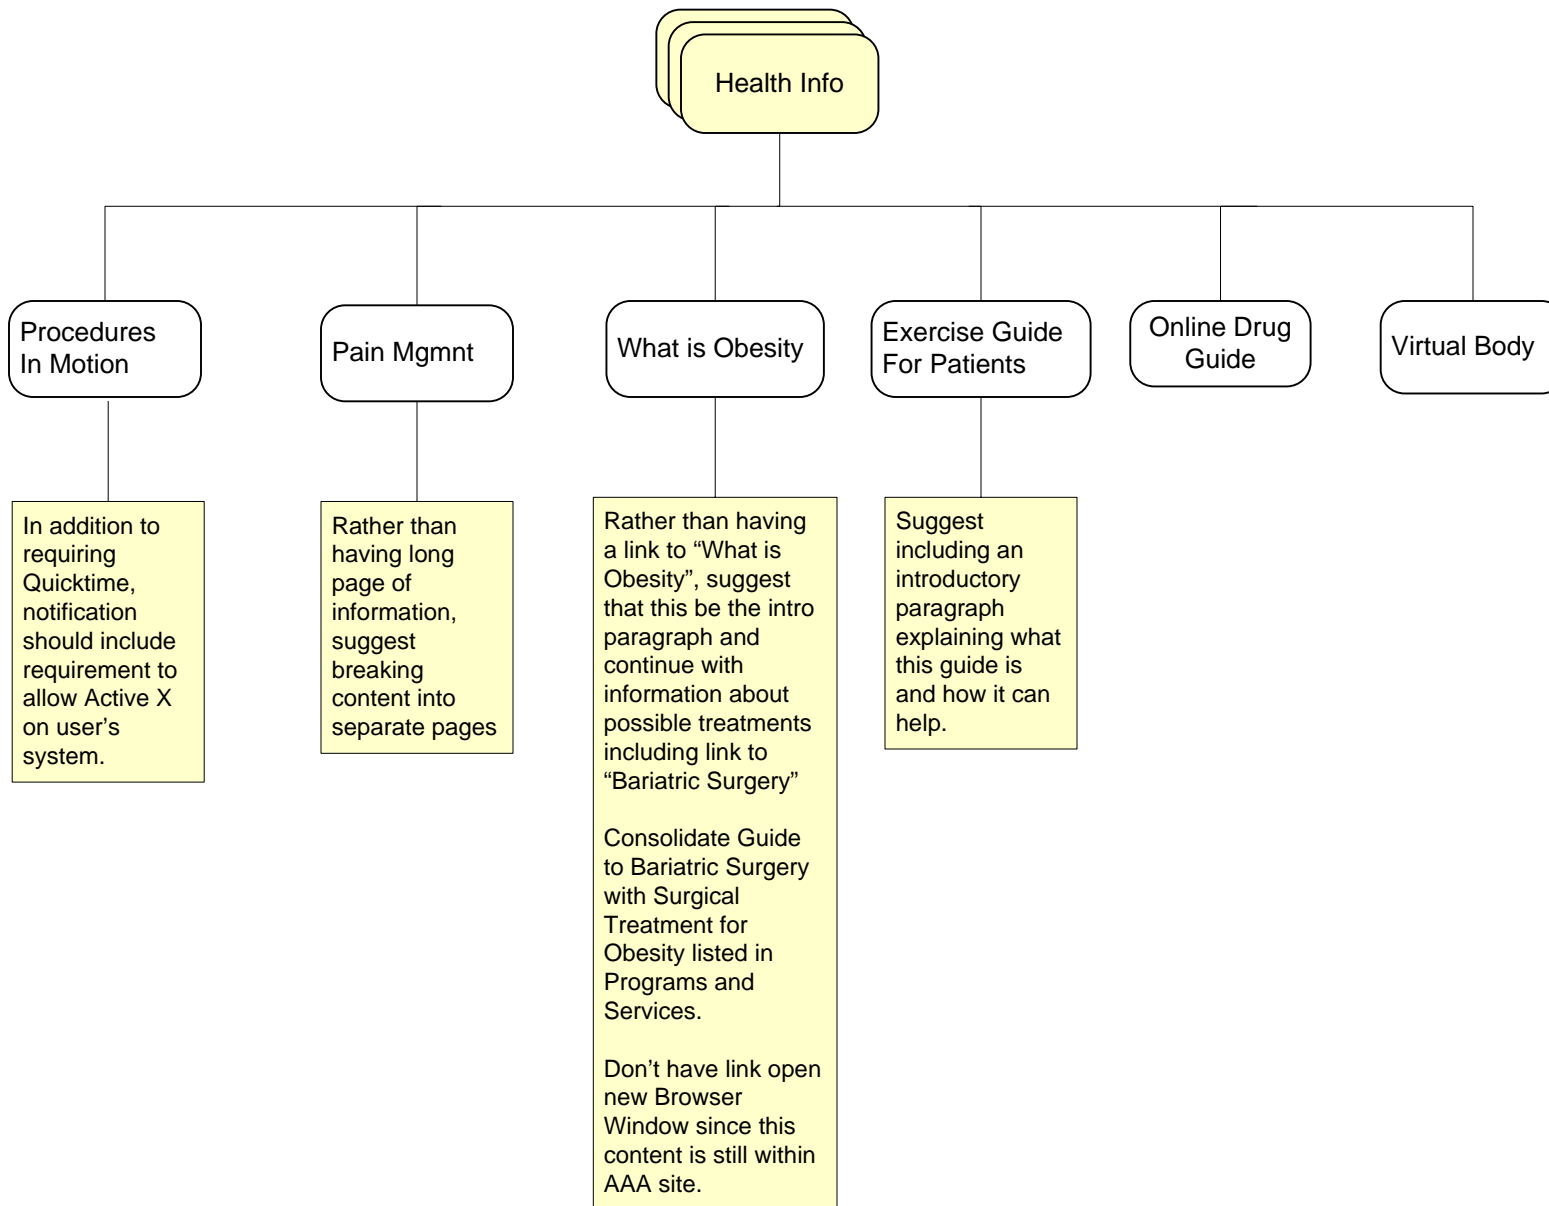 Health Info
Procedures
In Motion
Pain Mgmnt
What is Obesity
Exercise Guide
For Patients
Online Drug
Guide
Virtual Body
In addition to
requiring
Quicktime,
notification
should include
requirement to
allow Active X
on user’s
system.
Rather than
having long
page of
information,
suggest
breaking
content into
separate pages
Rather than having
a link to “What is
Obesity”, suggest
that this be the intro
paragraph and
continue with
information about
possible treatments
including link to
“Bariatric Surgery”
Consolidate Guide
to Bariatric Surgery
with Surgical
Treatment for
Obesity listed in
Programs and
Services.
Don’t have link open
new Browser
Window since this
content is still within
AAA site.
Suggest
including an
introductory
paragraph
explaining what
this guide is
and how it can
help.